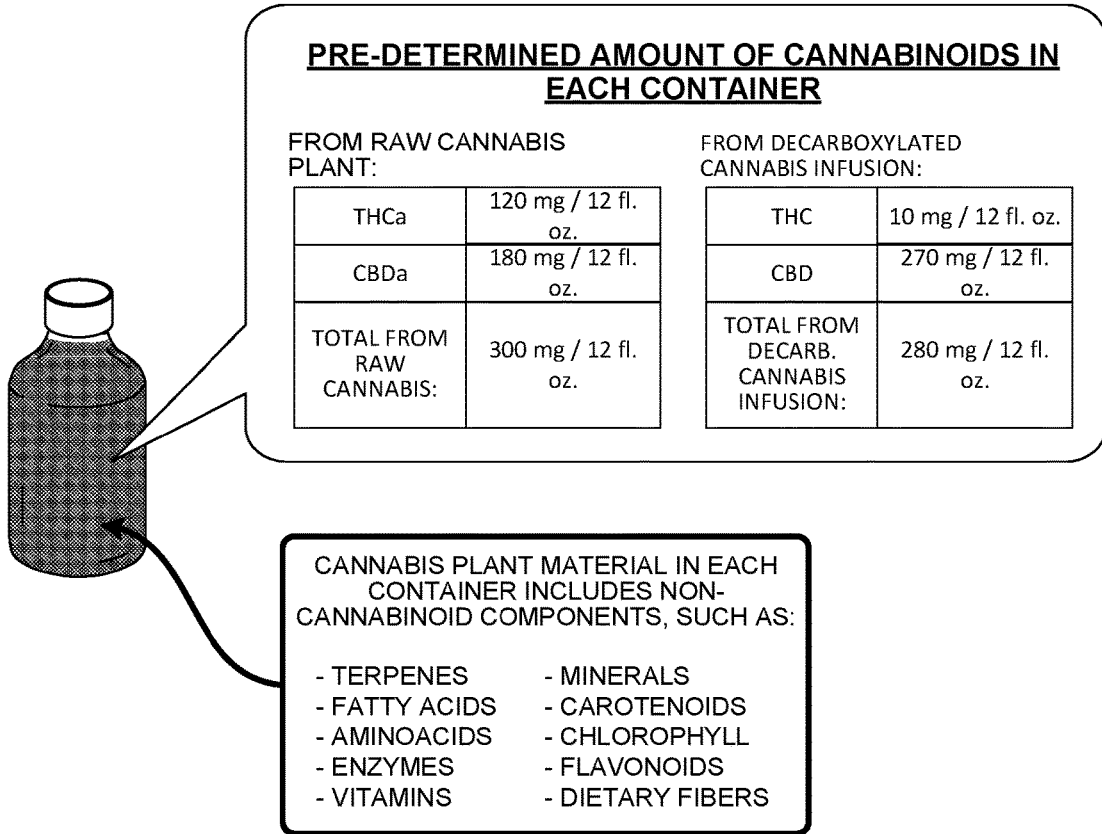 PRE-DETERMINED AMOUNT OF CANNABINOIDS IN
EACH CONTAINER
FROM RAW CANNABIS
PLANT:
THCa
120 mg / 12 fl.
oz.
CBDa
180 mg / 12 fl.
oz.
TOTAL FROM
RAW
CANNABIS:
300 mg / 12 fl.
oz.
FROM DECARBOXYLATED
CANNABIS INFUSION:
THC
10 mg / 12 fl. oz.
CBD
270 mg / 12 fl.
oz.
TOTAL FROM
DECARB.
CANNABIS
INFUSION:
280 mg / 12 fl.
oz.
CANNABIS PLANT MATERIAL IN EACH
CONTAINER INCLUDES NON-
CANNABINOID COMPONENTS, SUCH AS:
- TERPENES
- FATTY ACIDS
- AMINOACIDS
- ENZYMES
- VITAMINS
- MINERALS
- CAROTENOIDS
- CHLOROPHYLL
- FLAVONOIDS
- DIETARY FIBERS